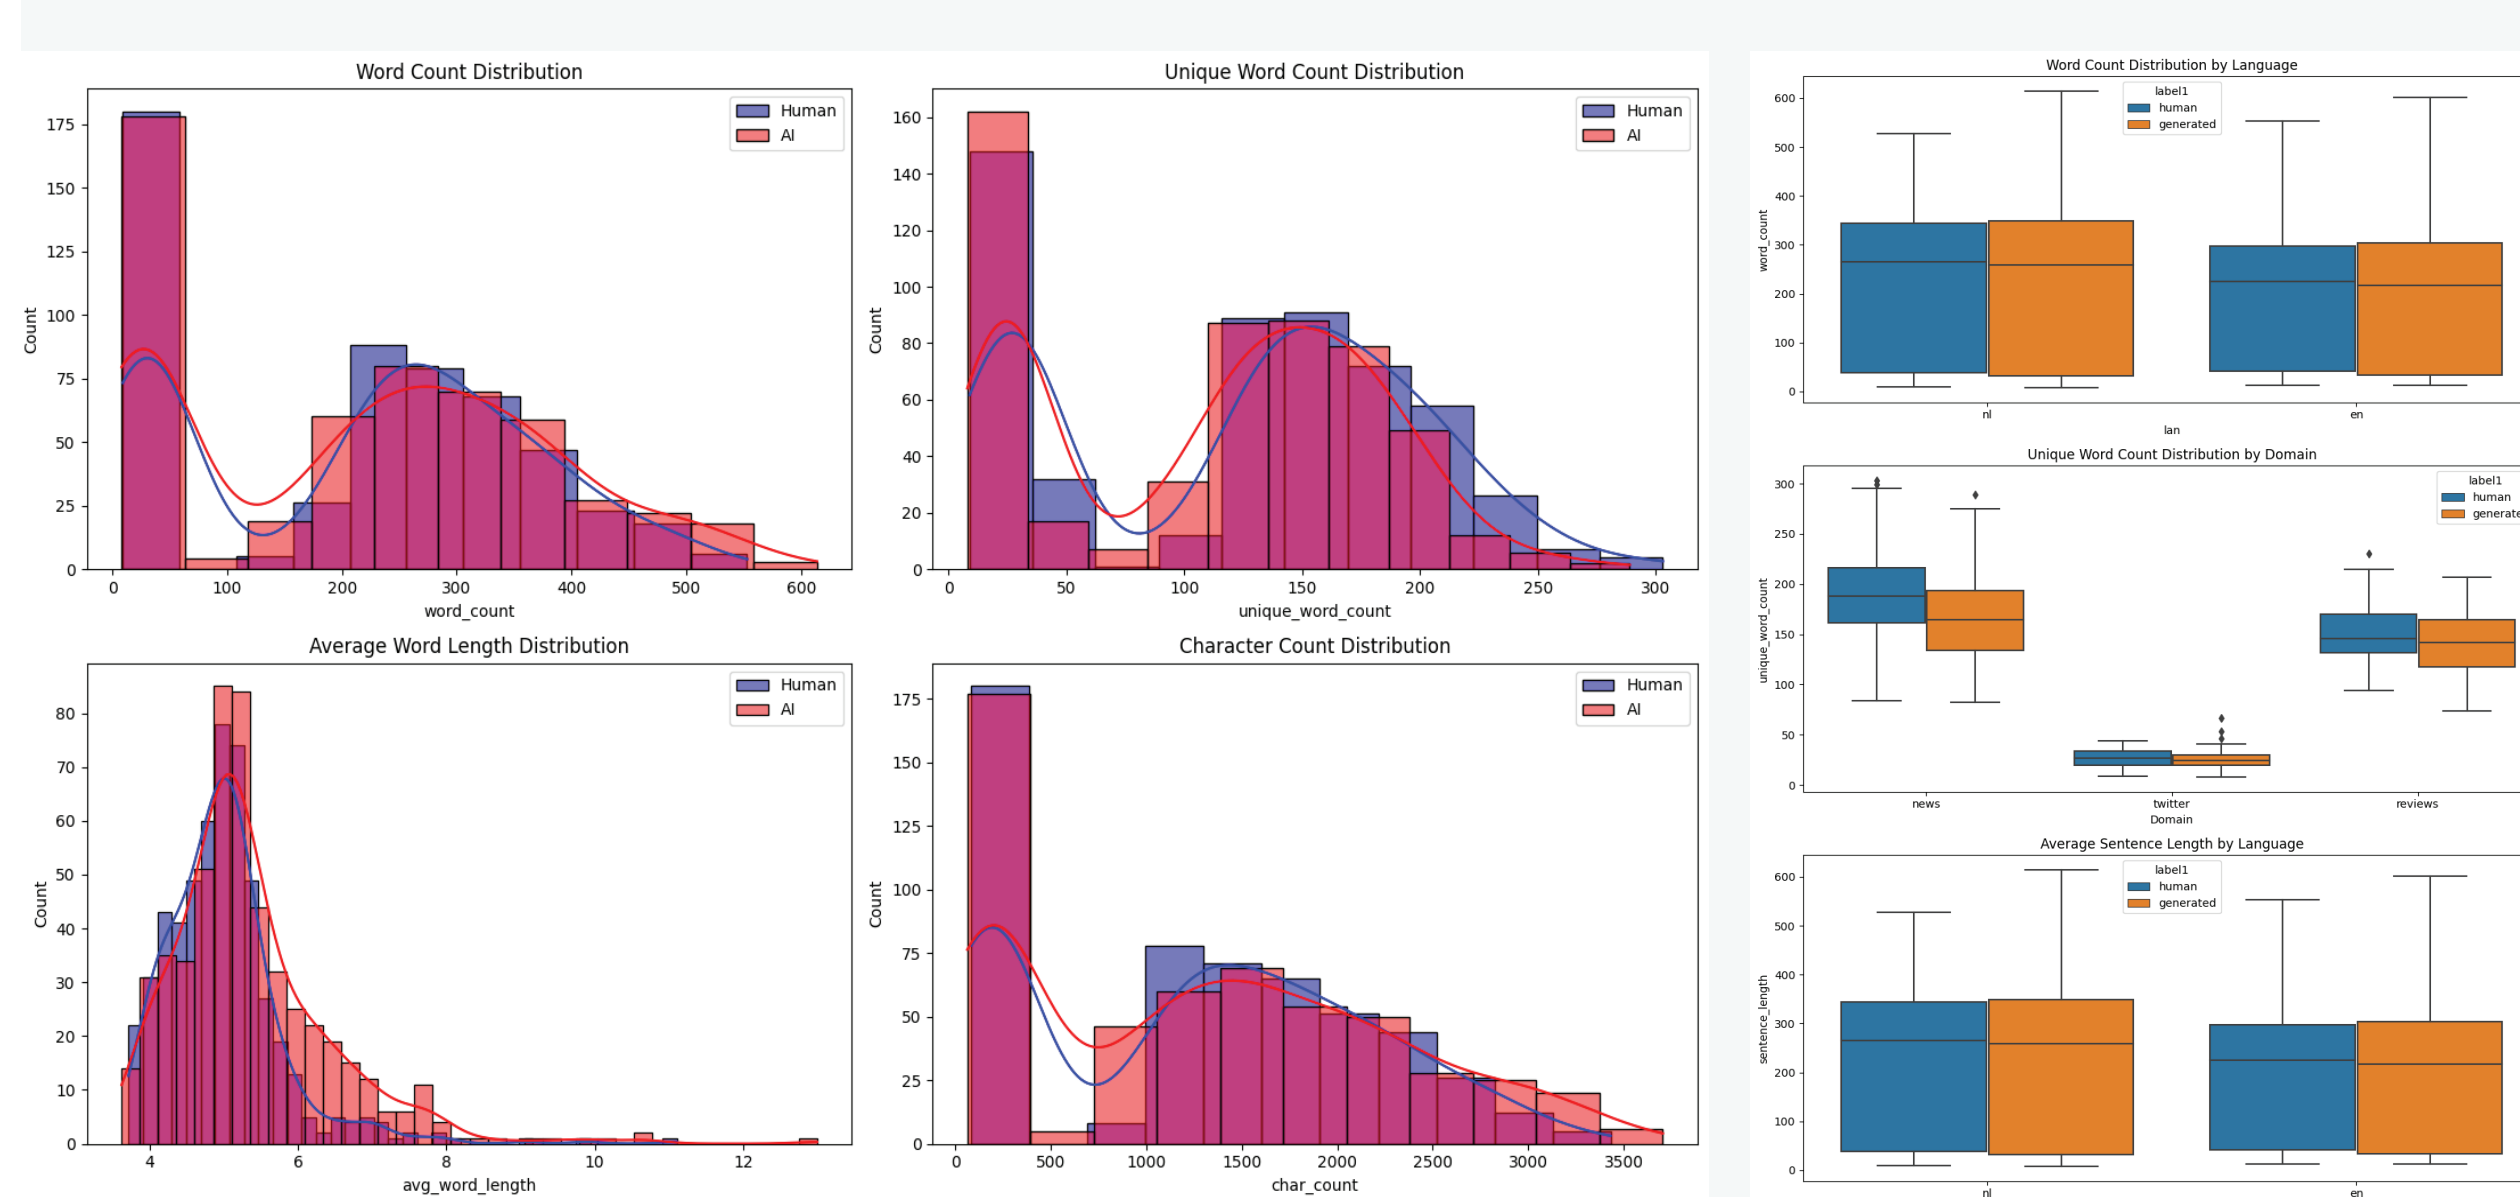 Word Count Distribution
Human
AI
175
150
125
100
75
50
25
0
Count
0 100 200 300 400 500 600
word_count
Unique Word Count Distribution
Human
AI
160
140
120
100
80
60
40
20
0
Count
0 50 100 150 200 250 300
unique_word_count
Average Word Length Distribution
Human
AI
80
70
60
50
40
30
20
10
0
Count
4 6 8 10 12
avg_word_length
Character Count Distribution
Human
AI
175
150
125
100
75
50
25
0
Count
0 500 1000 1500 2000 2500 3000 3500
char_count
Word Count Distribution by Language
label1
human
generated
600
500
400
300
200
100
0
word_count
nl en
lan
Unique Word Count Distribution by Domain
label1
human
generate
300
250
200
150
100
50
0
unique_word_count
news twitter reviews
Domain
Average Sentence Length by Language
label1
human
generated
600
500
400
300
200
100
0
sentence_length
nl en